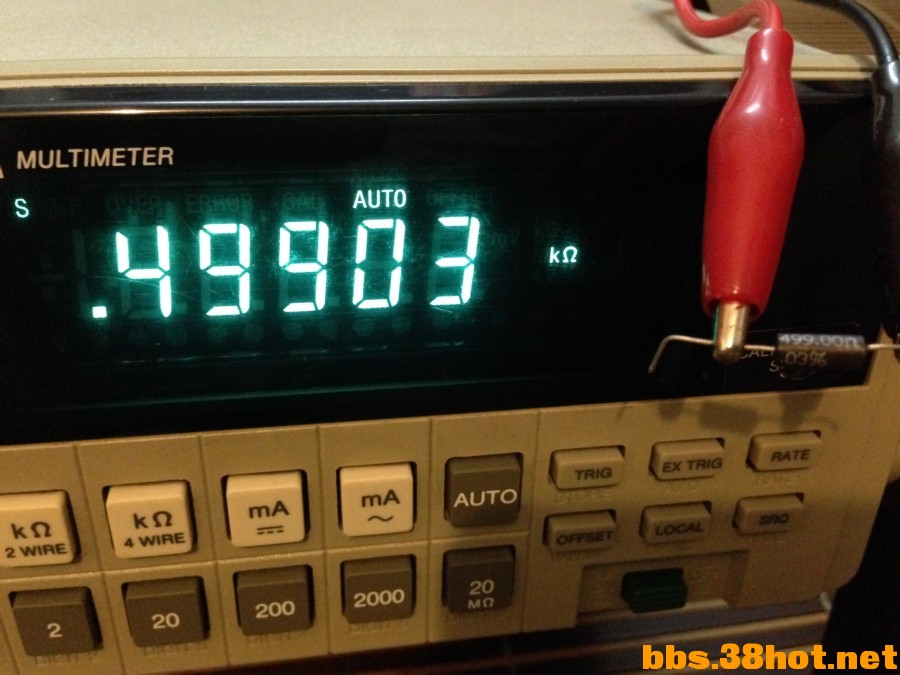 MULTIMETER
S
AUTO
.49903
kΩ
499.00Ω
.03%
TRIG
EX TRIG
RATE
kΩ
2 WIRE
kΩ
4 WIRE
mA
mA
~
AUTO
OFFSET
LOCAL
SRQ
2
20
200
2000
20
MΩ
bbs.38hot.net